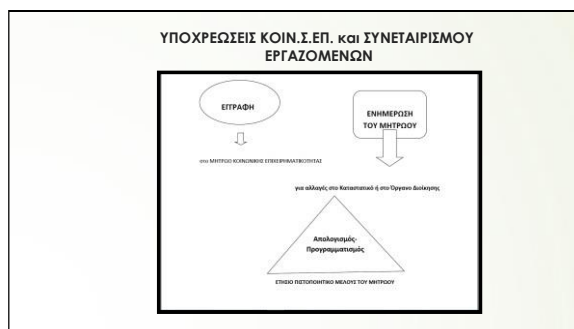 ΥΠΟΧΡΕΩΣΕΙΣ ΚΟΙΝ.Σ.ΕΠ. και ΣΥΝΕΤΑΙΡΙΣΜΟΥ
ΕΡΓΑΖΟΜΕΝΩΝ
ΕΓΓΡΑΦΗ
ΕΝΗΜΕΡΩΣΗ
ΤΟΥ ΜΗΤΡΩΟΥ
στο ΜΗΤΡΩΟ ΚΟΙΝΩΝΙΚΗΣ ΕΠΙΧΕΙΡΗΜΑΤΙΚΟΤΗΤΑΣ
για αλλαγές στο Καταστατικό ή στο Όργανο Διοίκησης
Απολογισμός-
Προγραμματισμός
ΕΤΗΣΙΟ ΠΙΣΤΟΠΟΙΗΤΙΚΟ ΜΕΛΟΥΣ ΤΟΥ ΜΗΤΡΩΟΥ